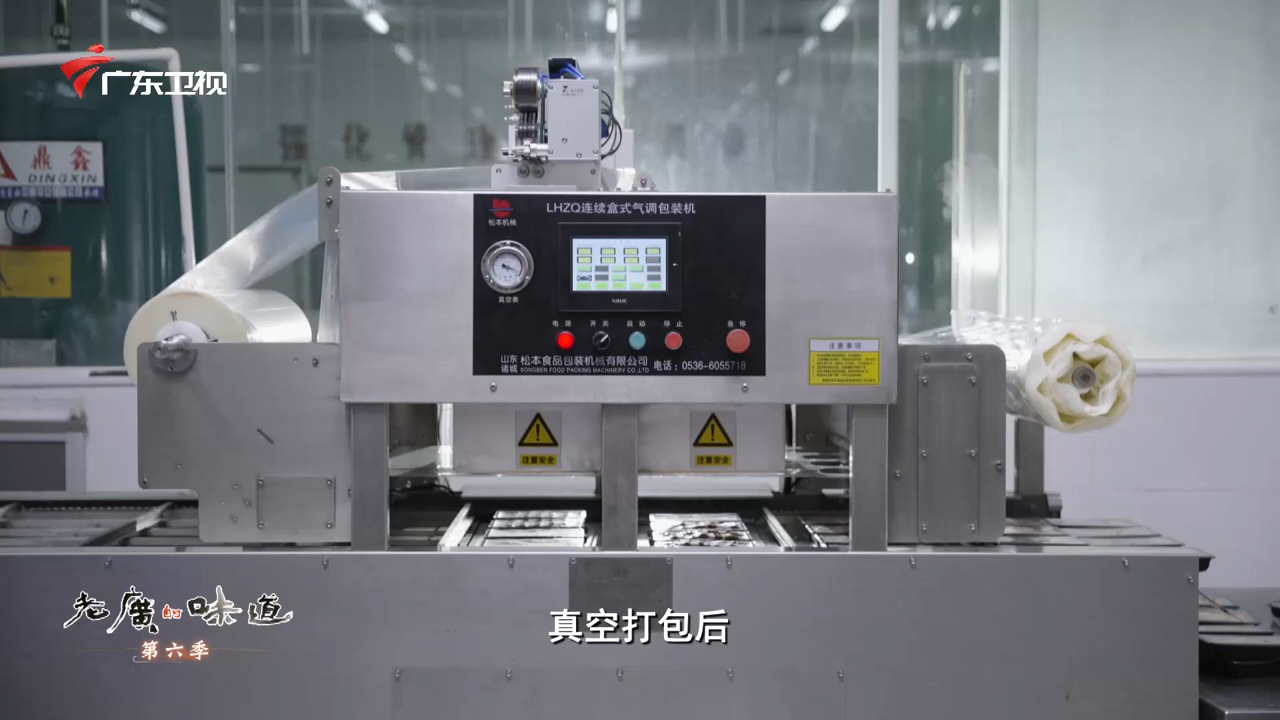 广东卫视
鼎鑫
DINGXIN
LHZQ连续盒式气调包装机
松本机械
真空表
电源 开关 启动 停止 急停
山东
诸城
松本食品包装机械有限公司
SONGBEN FOOD PACKING MACHINERY CO.,LTD
电话：0536-6055718
注意事项
注意安全
注意安全
老廣的味道
第六季
真空打包后